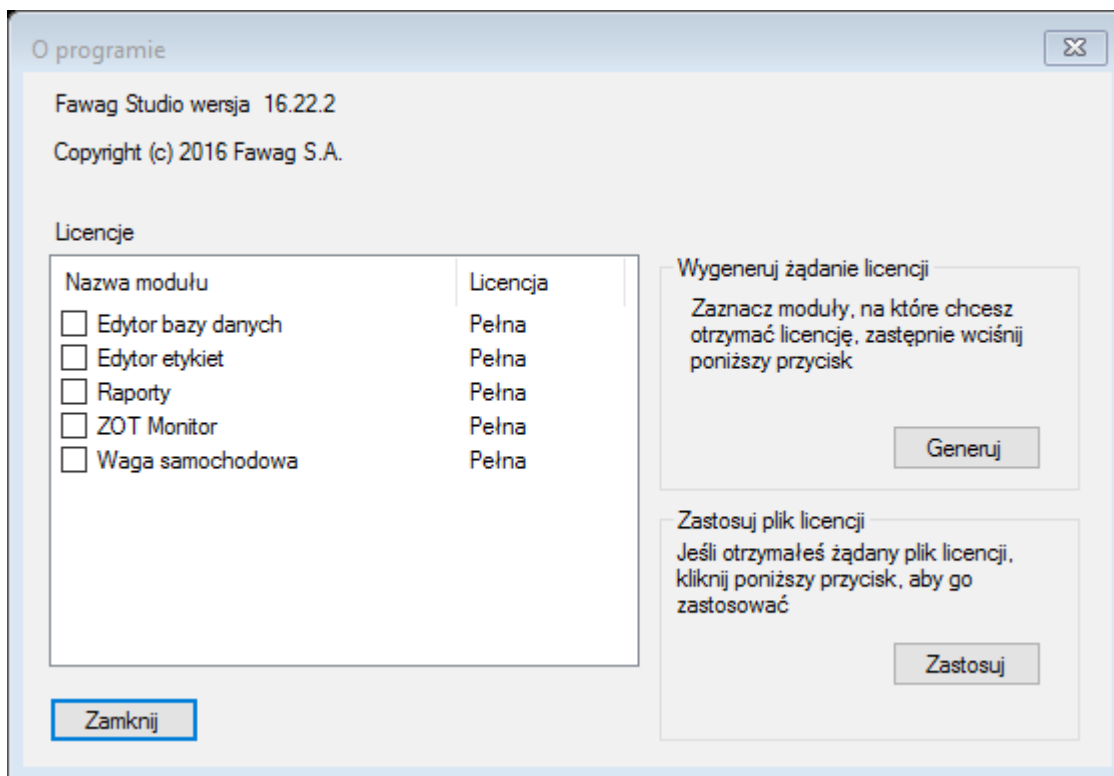 O programie
Fawag Studio wersja 16.22.2
Copyright (c) 2016 Fawag S.A.
Licencje
Nazwa modułu Licencja
Edytor bazy danych Pełna
Edytor etykiet Pełna
Raporty Pełna
ZOT Monitor Pełna
Waga samochodowa Pełna
Zamknij
Wygeneruj żądanie licencji
Zaznacz moduły, na które chcesz
otrzymać licencję, zastępnie wciśnij
poniższy przycisk
Generuj
Zastosuj plik licencji
Jeśli otrzymałeś żądany plik licencji,
kliknij poniższy przycisk, aby go
zastosować
Zastosuj